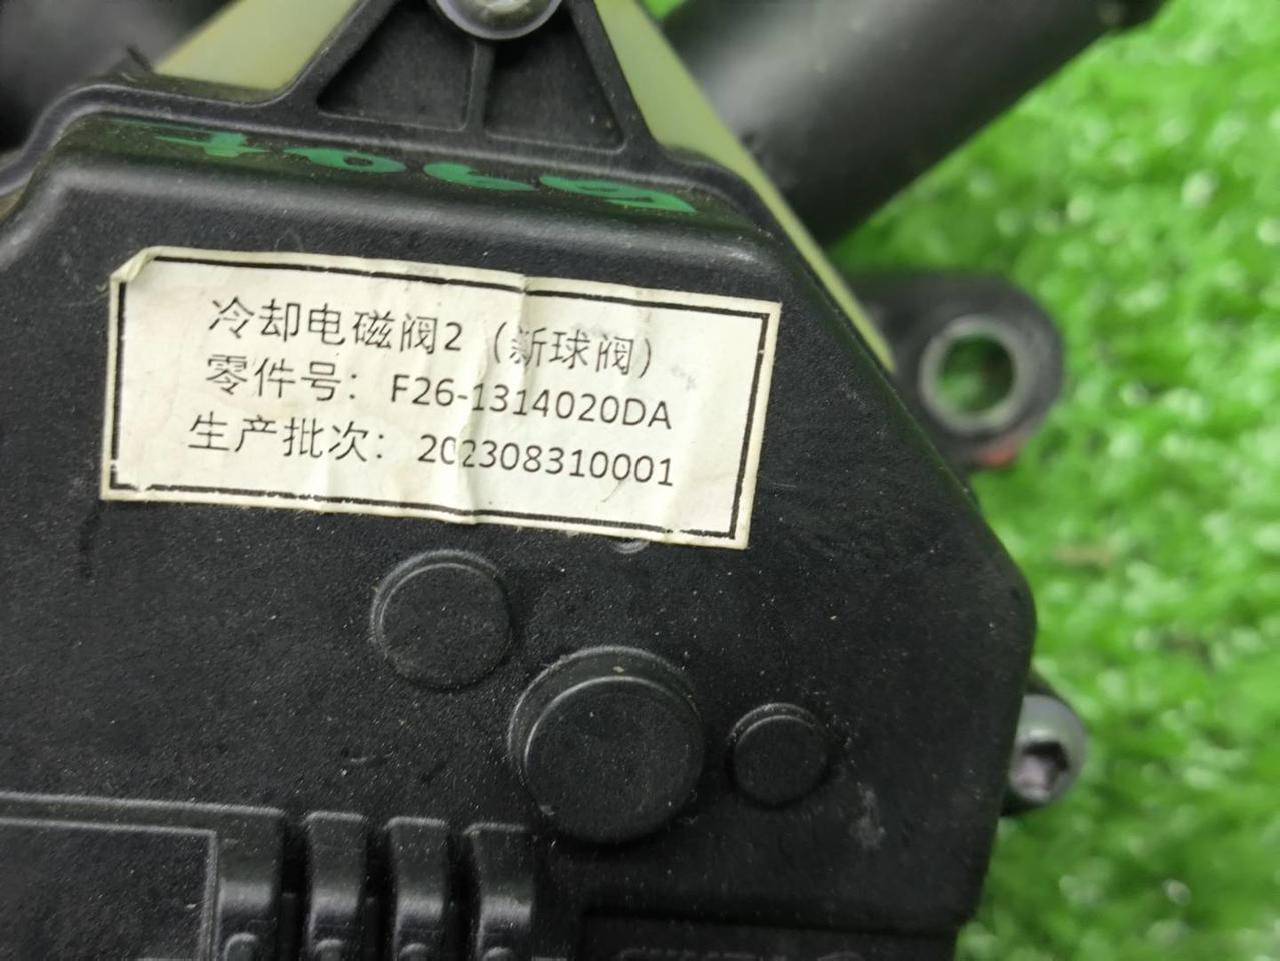 冷却电磁阀2（新球阀）
零件号：F26-1314020DA
生产批次：202308310001